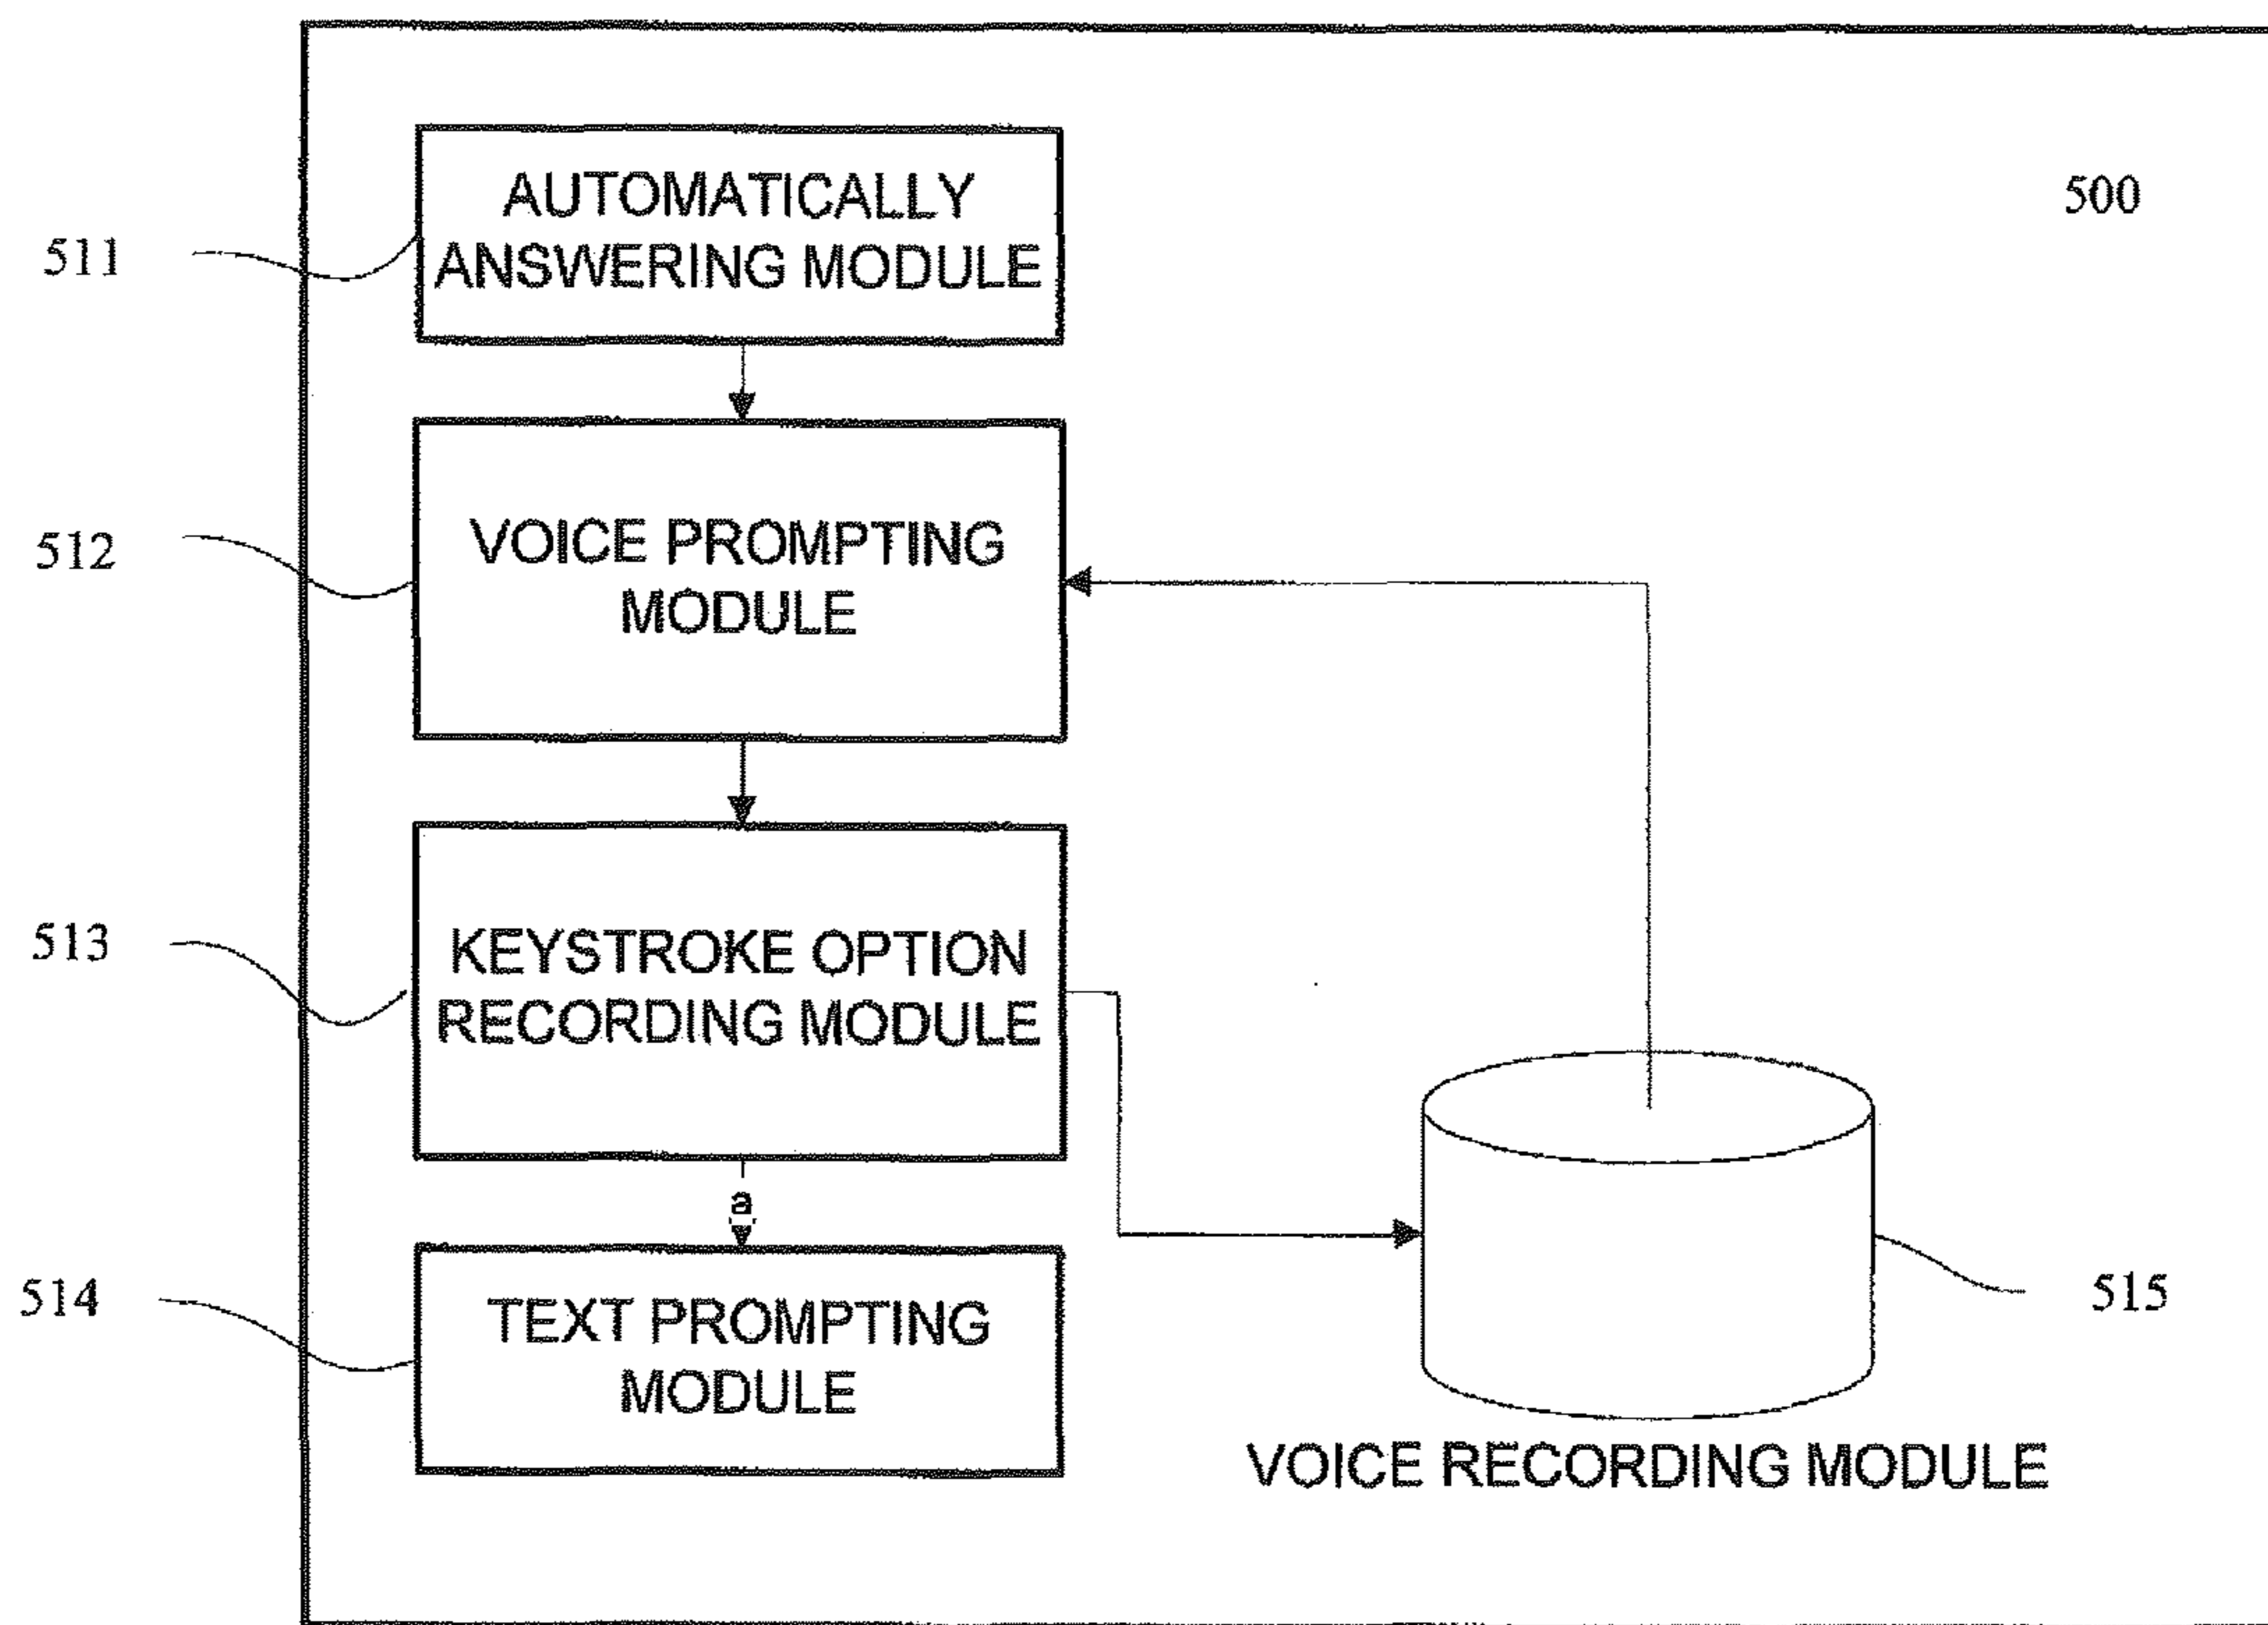 500
AUTOMATICALLY
ANSWERING MODULE
511
VOICE PROMPTING
MODULE
512
KEYSTROKE OPTION
RECORDING MODULE
513
a
TEXT PROMPTING
MODULE
514
515
VOICE RECORDING MODULE